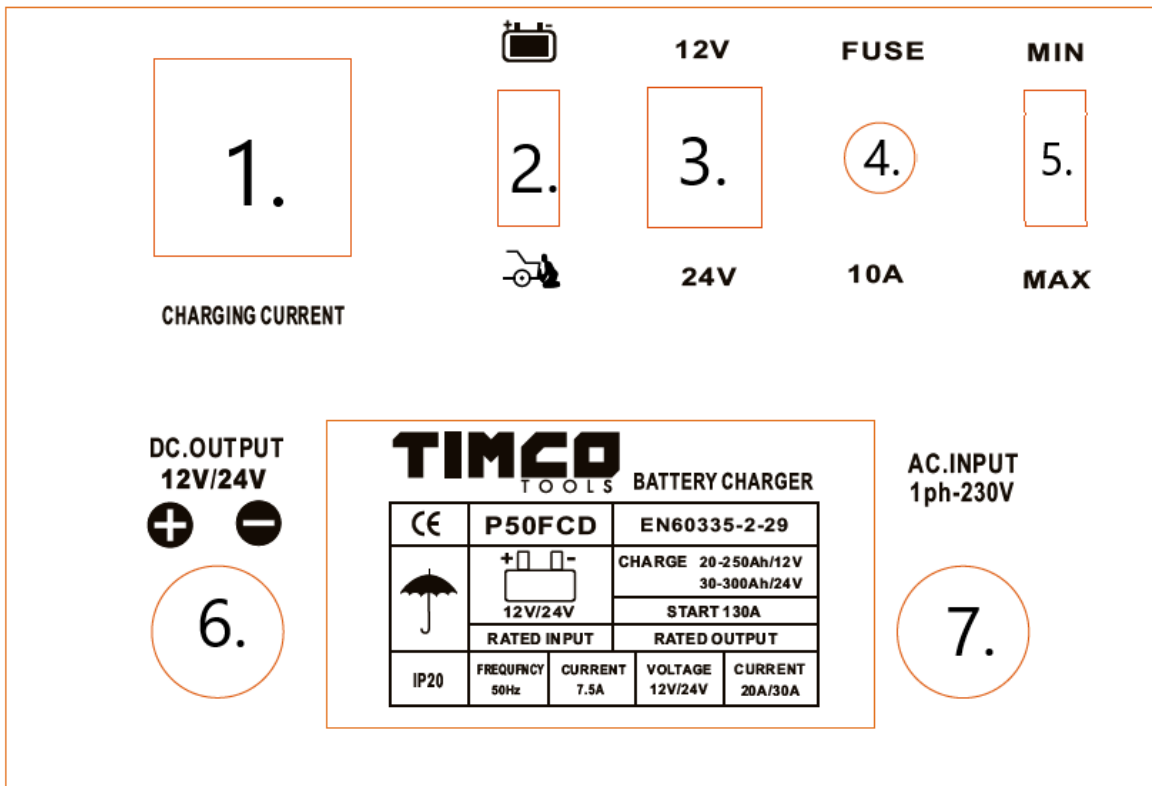 12V
FUSE
MIN
1.
2.
3.
4.
5.
24V
10A
MAX
CHARGING CURRENT
DC.OUTPUT
12V/24V
+ -
6.
TIMCO
TOOLS
BATTERY CHARGER
CE
P50FCD
EN60335-2-29
+ -
12V/24V
CHARGE 20-250Ah/12V
30-300Ah/24V
START 130A
RATED INPUT
RATED OUTPUT
IP20
FREQUFNCY
50Hz
CURRENT
7.5A
VOLTAGE
12V/24V
CURRENT
20A/30A
AC.INPUT
1ph-230V
7.